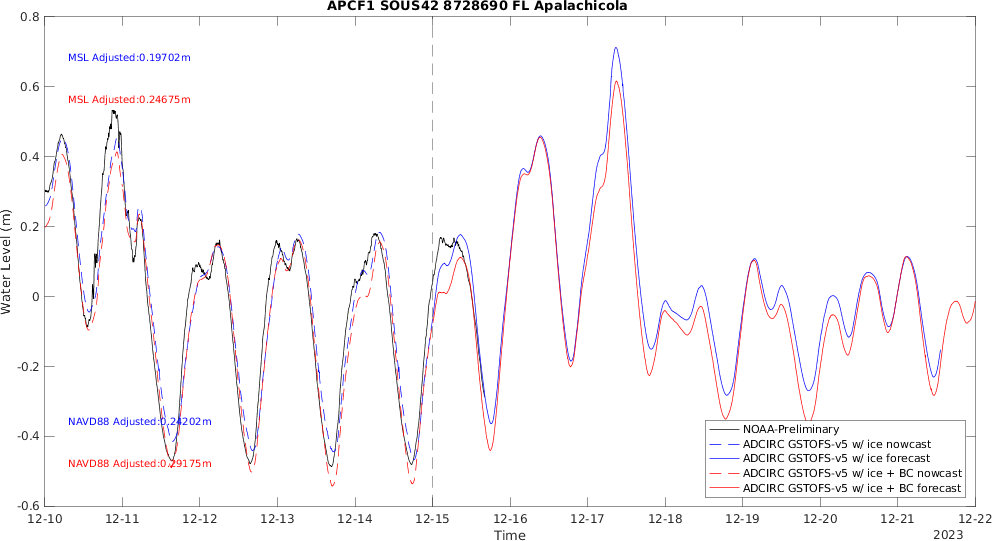 APCF1 SOUS42 8728690 FL Apalachicola
0.8
0.6
0.4
0.2
0
-0.2
-0.4
-0.6
Water Level (m)
MSL Adjusted:0.19702m
MSL Adjusted:0.24675m
NAVD88 Adjusted:0.24202m
NAVD88 Adjusted:0.29175m
NOAA-Preliminary
ADCIRC GSTOFS-v5 w/ ice nowcast
ADCIRC GSTOFS-v5 w/ ice forecast
ADCIRC GSTOFS-v5 w/ ice + BC nowcast
ADCIRC GSTOFS-v5 w/ ice + BC forecast
12-10 12-11 12-12 12-13 12-14 12-15 12-16 12-17 12-18 12-19 12-20 12-21 12-22
Time
2023